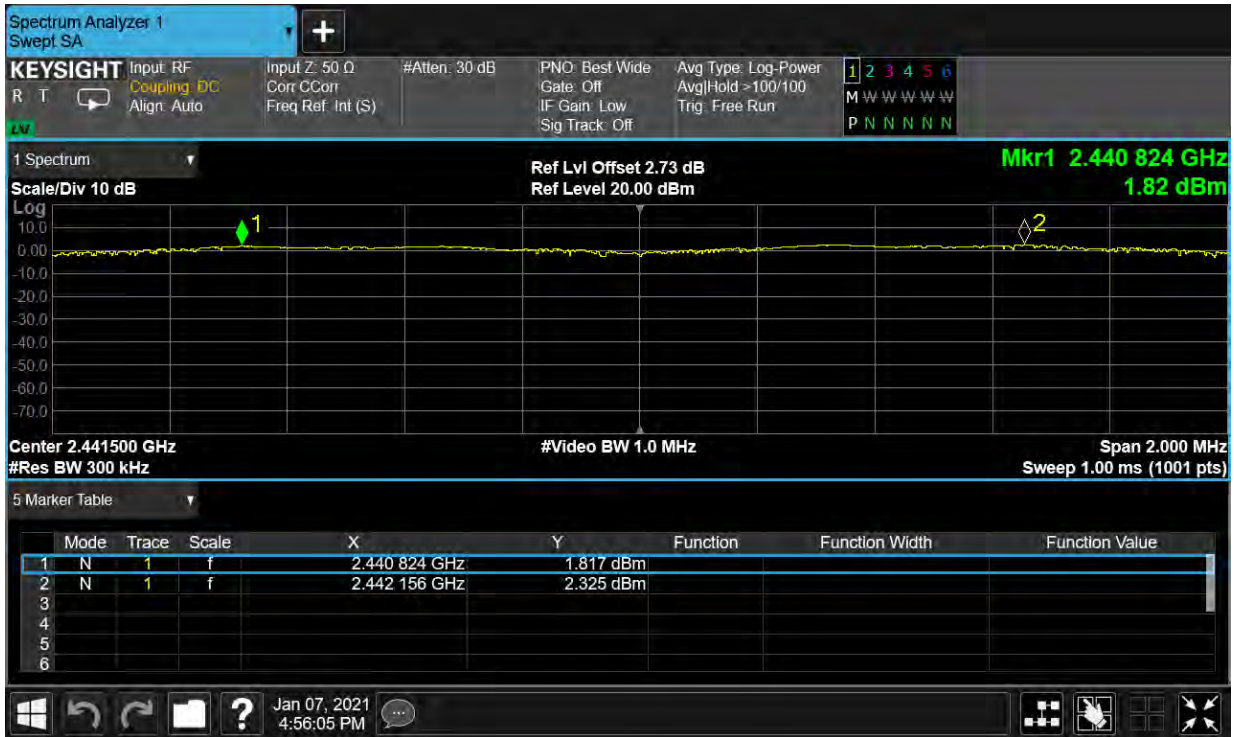 Spectrum Analyzer 1
Swept SA
+
KEYSIGHT Input: RF Input Z: 50 Ω #Atten: 30 dB PNO: Best Wide Avg Type: Log-Power 1 2 3 4 5 6
R T Coupling: DC Corr CCorr Gate: Off Avg|Hold >100/100 M W W W W W
Align: Auto Freq Ref: Int (S) IF Gain: Low Trig: Free Run
Sig Track: Off P N N N N N
LXI
1 Spectrum Ref Lvl Offset 2.73 dB Mkr1 2.440 824 GHz
Scale/Div 10 dB Ref Level 20.00 dBm 1.82 dBm
Log
1 2
10.0
0.00
-10.0
-20.0
-30.0
-40.0
-50.0
-60.0
-70.0
Center 2.441500 GHz #Video BW 1.0 MHz Span 2.000 MHz
#Res BW 300 kHz Sweep 1.00 ms (1001 pts)
5 Marker Table
Mode Trace Scale X Y Function Function Width Function Value
1 N 1 f 2.440 824 GHz 1.817 dBm
2 N 1 f 2.442 156 GHz 2.325 dBm
3
4
5
6
? Jan 07, 2021
4:56:05 PM